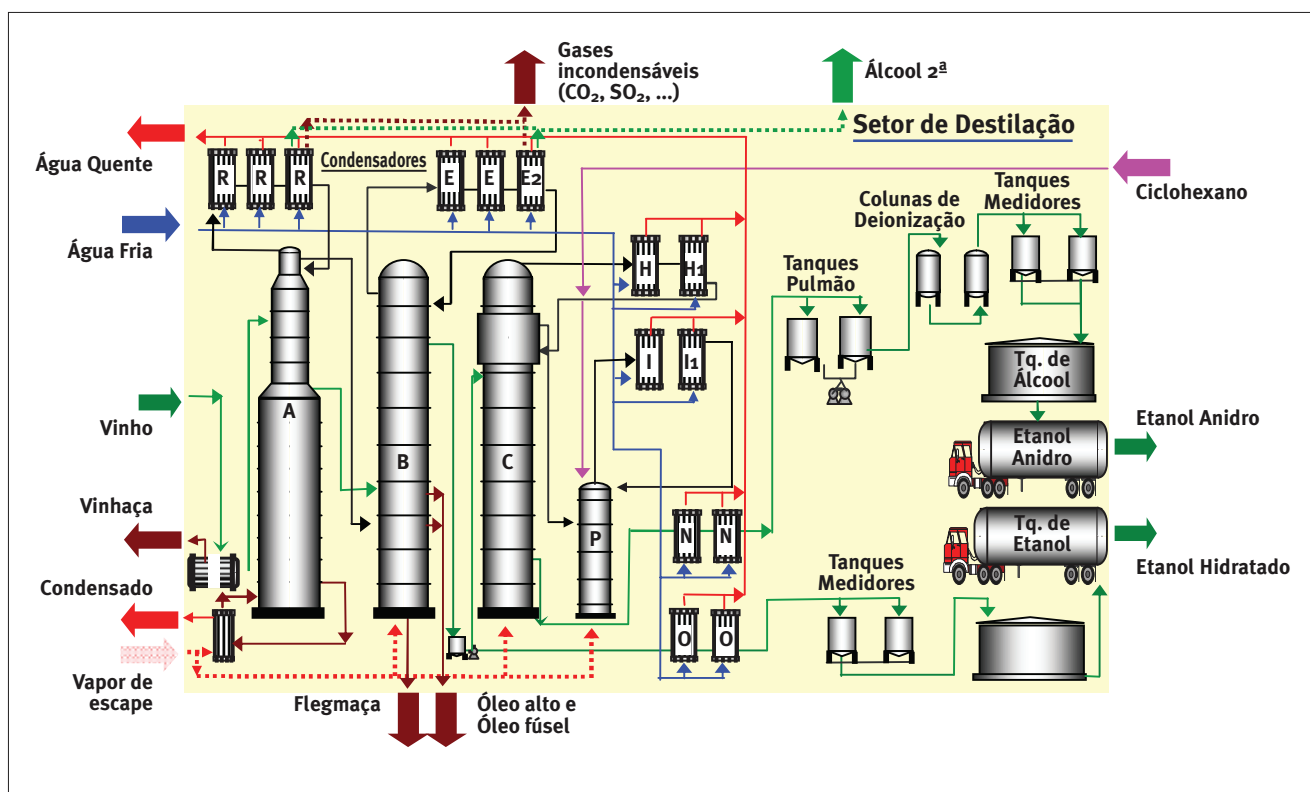 Gases
incondensáveis
(CO₂, SO₂, ...)
Álcool 2ª
Setor de Destilação
Água Quente
Condensadores
R
R
R
E
E
E2
Ciclohexano
Água Fria
Colunas de
Deionização
Tanques
Medidores
Tanques
Pulmão
H
H1
I
I1
Tq. de
Álcool
Vinho
A
B
C
P
Etanol
Anidro
Etanol Anidro
Vinhaça
Condensado
N
N
Tq. de
Etanol
Etanol Hidratado
Tanques
Medidores
O
O
Vapor de
escape
Flegmaça
Óleo alto e
Óleo fúsel